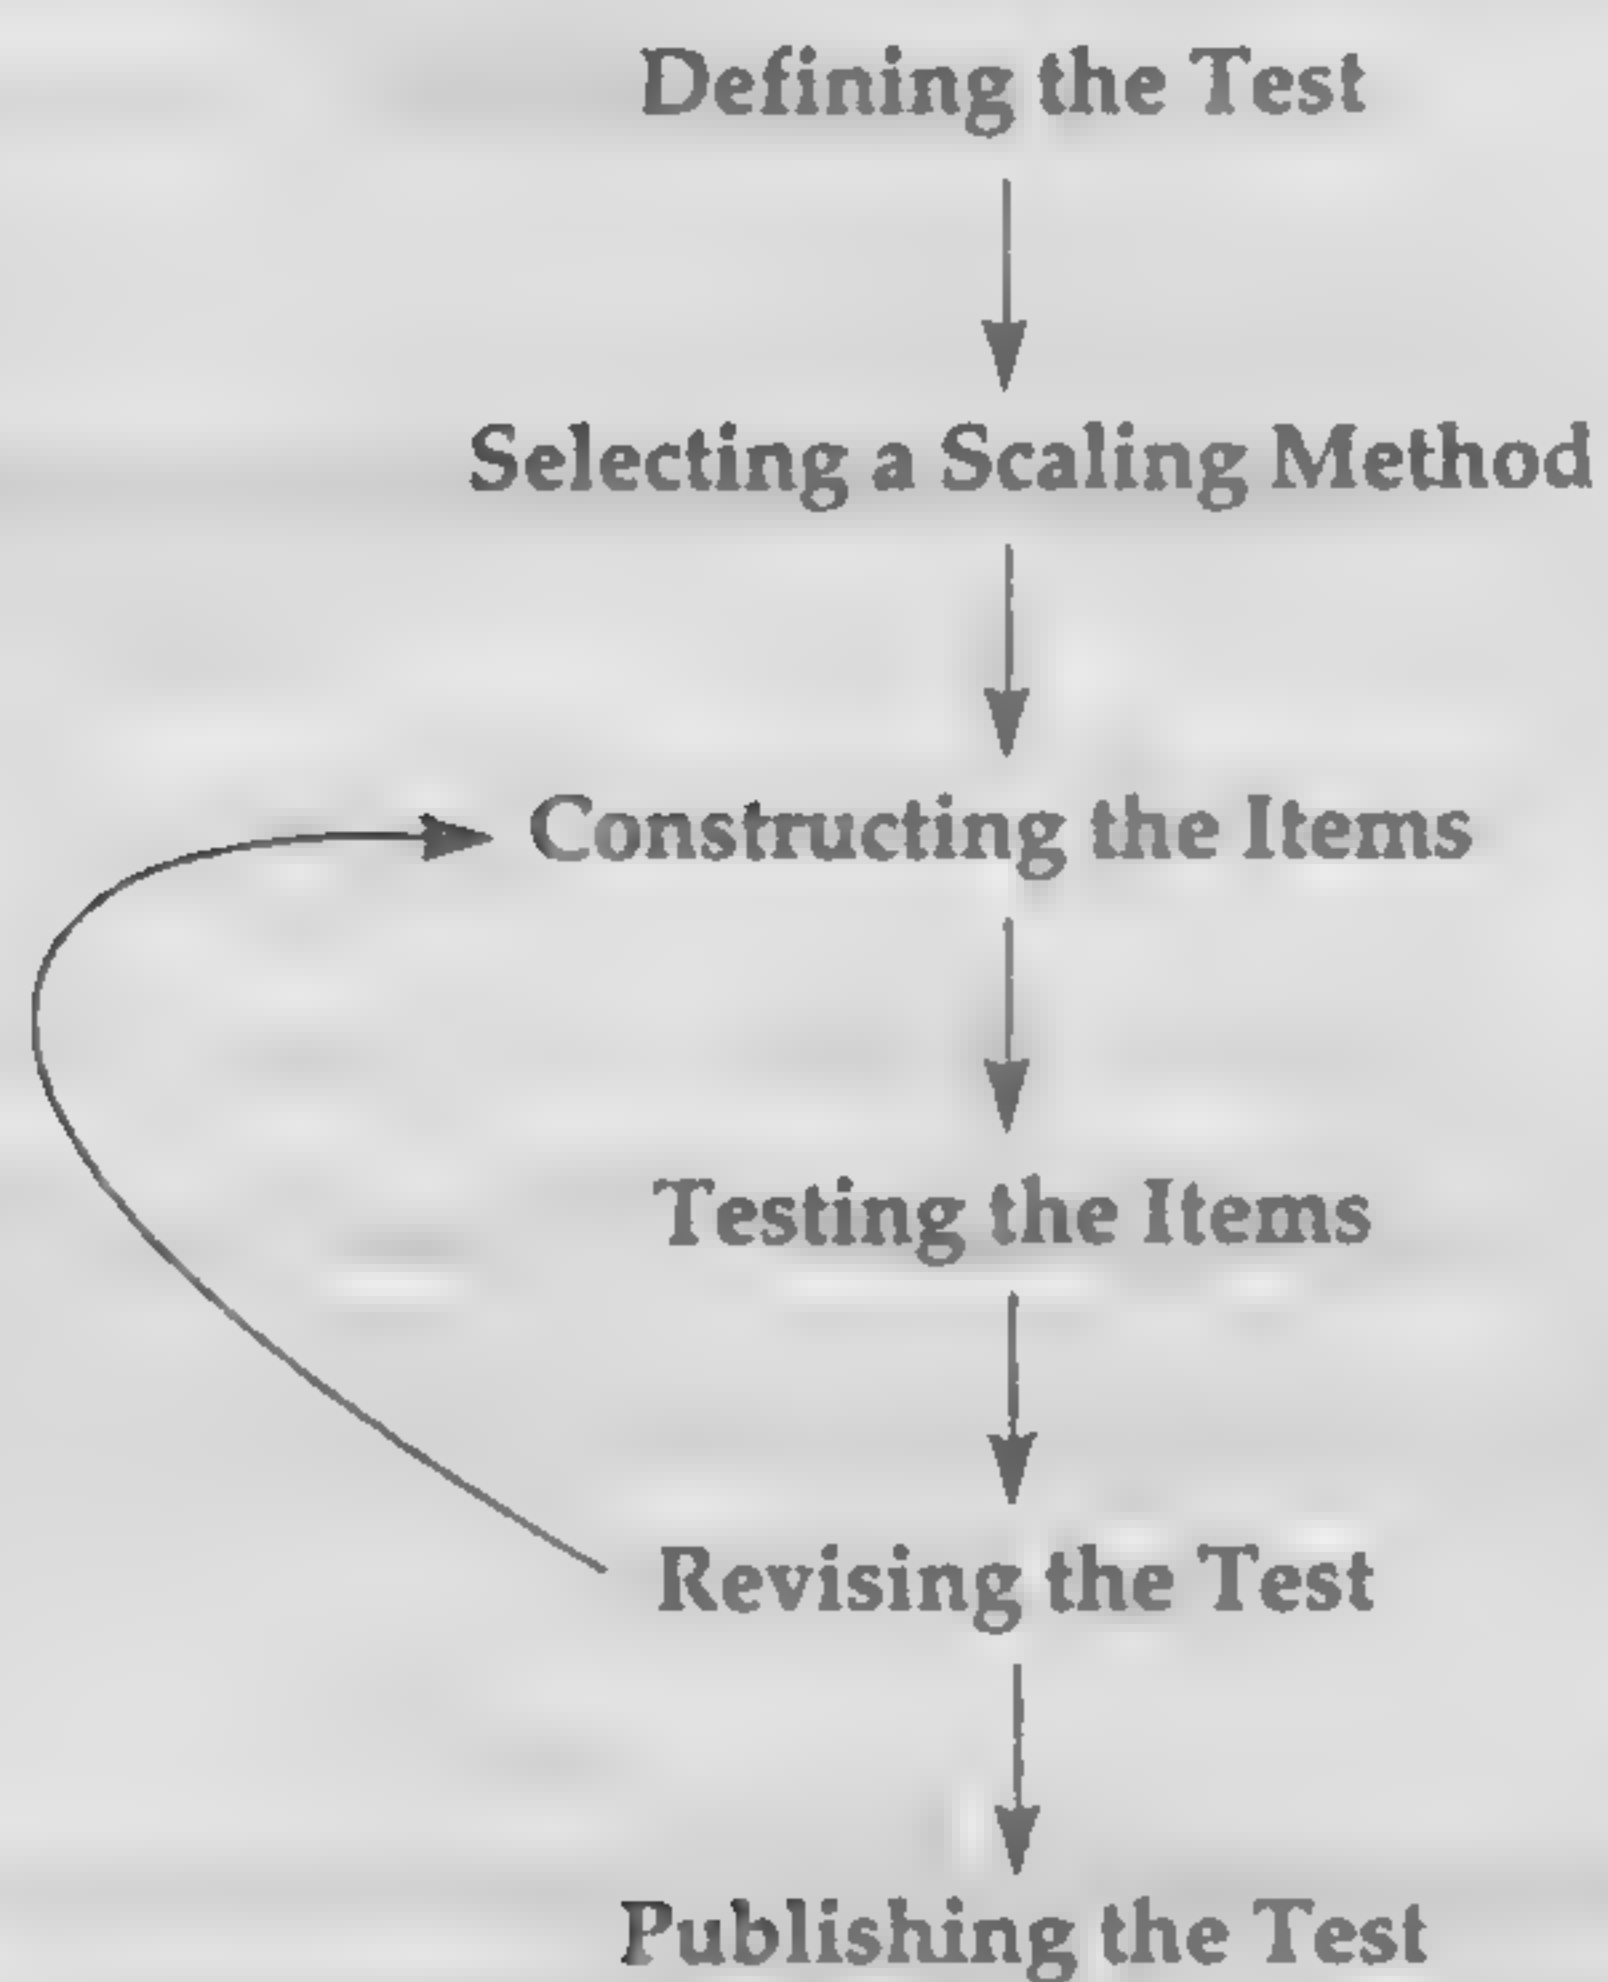 Defining the Test
Selecting a Scaling Method
Constructing the Items
Testing the Items
Revising the Test
Publishing the Test